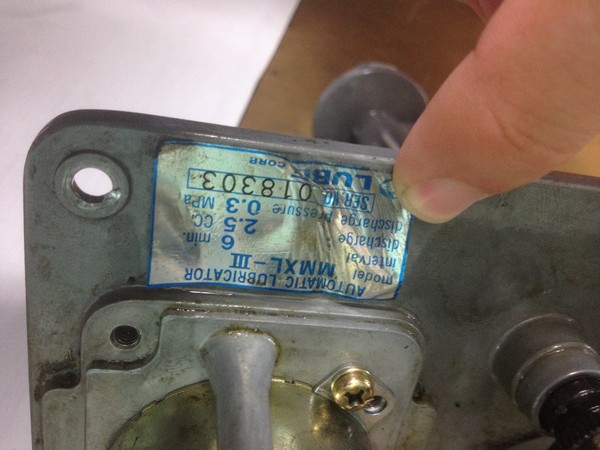 AUTOMATIC LUBRICATOR
model MMXL-III
interval 6 min.
discharge 2.5 CC.
discharge pressure 0.3 MPa
SER NO. 018303
LUBE CORP